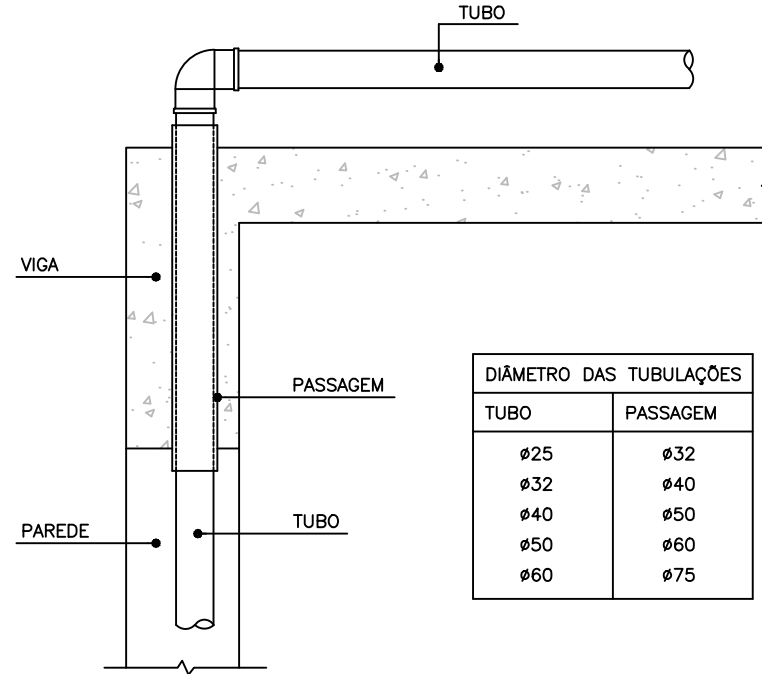 TUBO
VIGA
PASSAGEM
PAREDE
TUBO
DIÂMETRO DAS TUBULAÇÕES
TUBO PASSAGEM
ø25 ø32
ø32 ø40
ø40 ø50
ø50 ø60
ø60 ø75